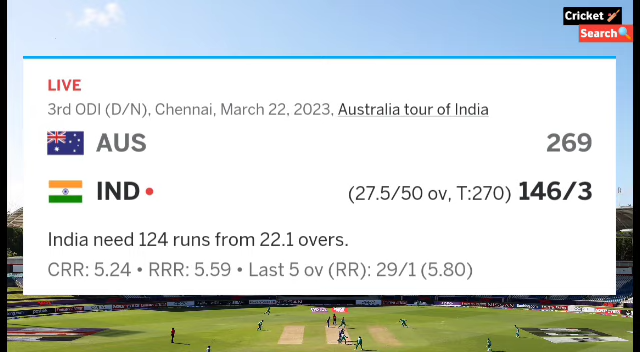 Cricket 🏏
Search🔍
LIVE
3rd ODI (D/N), Chennai, March 22, 2023, Australia tour of India
AUS 269
IND • (27.5/50 ov, T:270) 146/3
India need 124 runs from 22.1 overs.
CRR: 5.24 • RRR: 5.59 • Last 5 ov (RR): 29/1 (5.80)